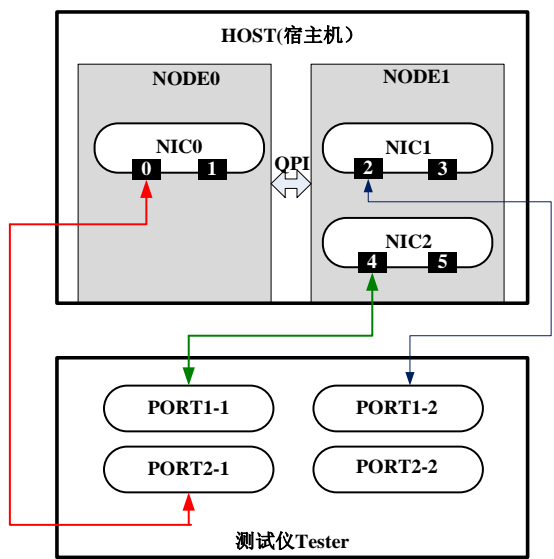 HOST(宿主机）
NODE0
NODE1
NIC0
0
1
QPI
NIC1
2
3
NIC2
4
5
PORT1-1
PORT1-2
PORT2-1
PORT2-2
测试仪Tester